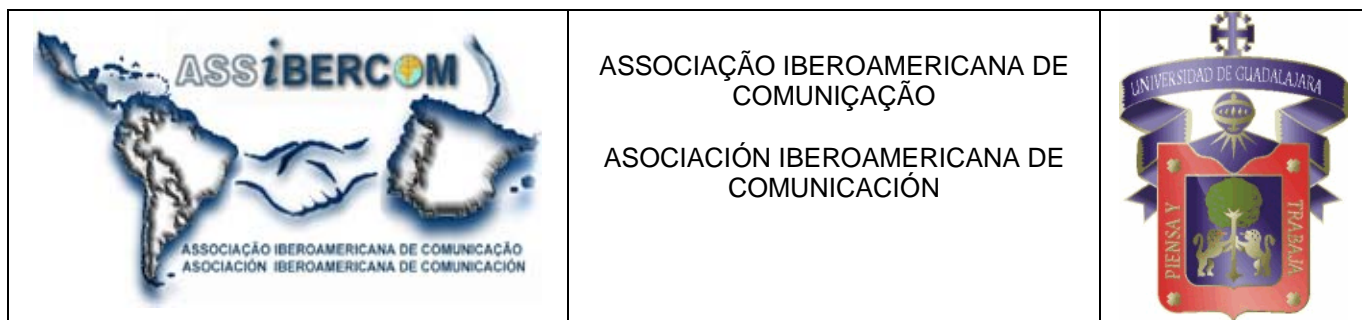 ASSiBERCOM
ASSOCIAÇÃO IBEROAMERICANA DE COMUNICAÇÃO
ASOCIACIÓN IBEROAMERICANA DE COMUNICACIÓN
ASSOCIAÇÃO IBEROAMERICANA DE
COMUNIÇAÇÃO
ASOCIACIÓN IBEROAMERICANA DE
COMUNICACIÓN
UNIVERSIDAD DE GUADALAJARA
PIENSA Y
TRABAJA